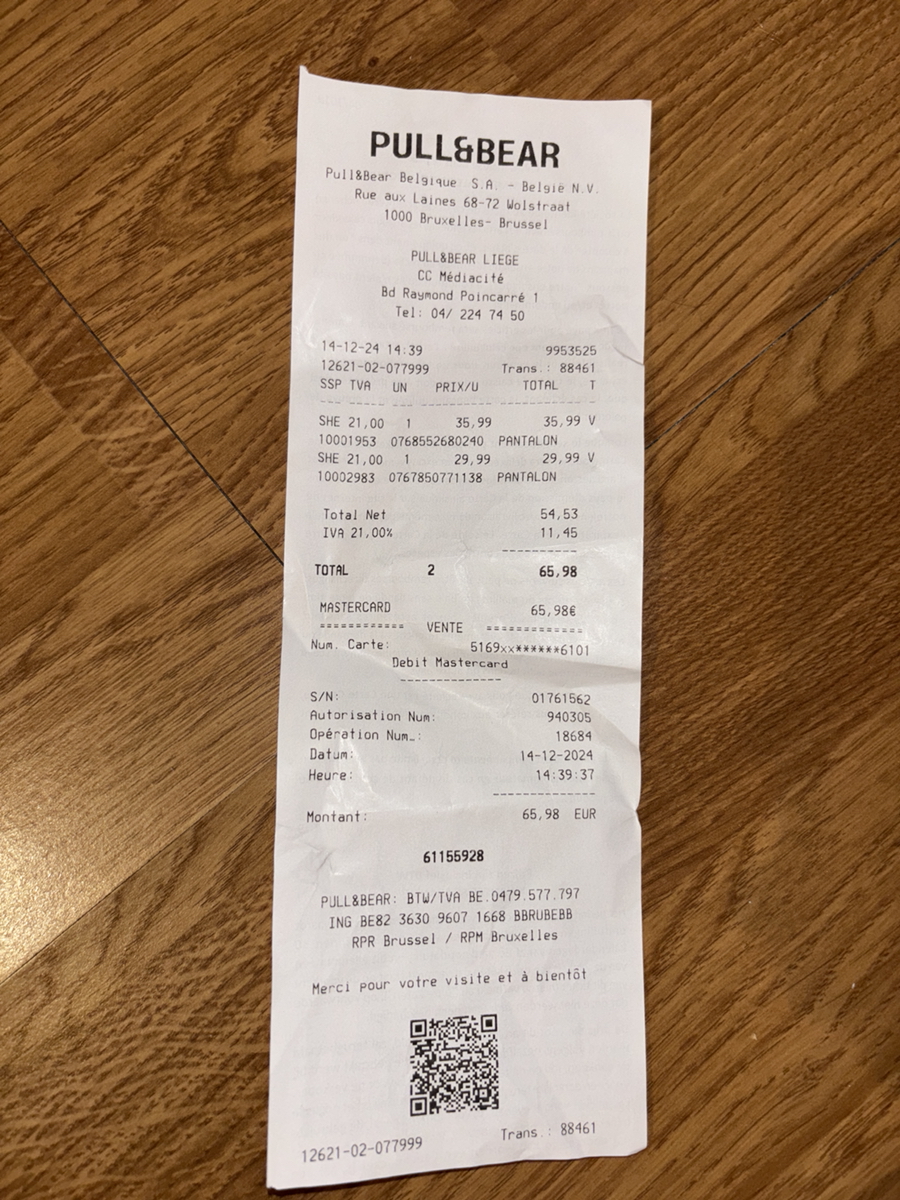 PULL&BEAR
Pull&Bear Belgique S.A. - België N.V.
Rue aux Laines 68-72 Wolstraat
1000 Bruxelles- Brussel
PULL&BEAR LIEGE
CC Médiacité
Bd Raymond Poincarré 1
Tel: 04/ 224 74 50
14-12-24 14:39 9953525
12621-02-077999 Trans.: 88461
SSP TVA UN PRIX/U TOTAL T
--- --- ---- ---------- ---------- -
SHE 21,00 1 35,99 35,99 V
10001953 0768552680240 PANTALON
SHE 21,00 1 29,99 29,99 V
10002983 0767850771138 PANTALON
Total Net 54,53
IVA 21,00% 11,45
----------
TOTAL 2 65,98
MASTERCARD 65,98€
============ VENTE =============
Num. Carte: 5169xx******6101
Debit Mastercard
--------------
S/N: 01761562
Autorisation Num: 940305
Opération Num.: 18684
Datum: 14-12-2024
Heure: 14:39:37
--------------
Montant: 65,98 EUR
61155928
PULL&BEAR: BTW/TVA BE.0479.577.797
ING BE82 3630 9607 1668 BBRUBEBB
RPR Brussel / RPM Bruxelles
Merci pour votre visite et à bientôt
12621-02-077999 Trans.: 88461